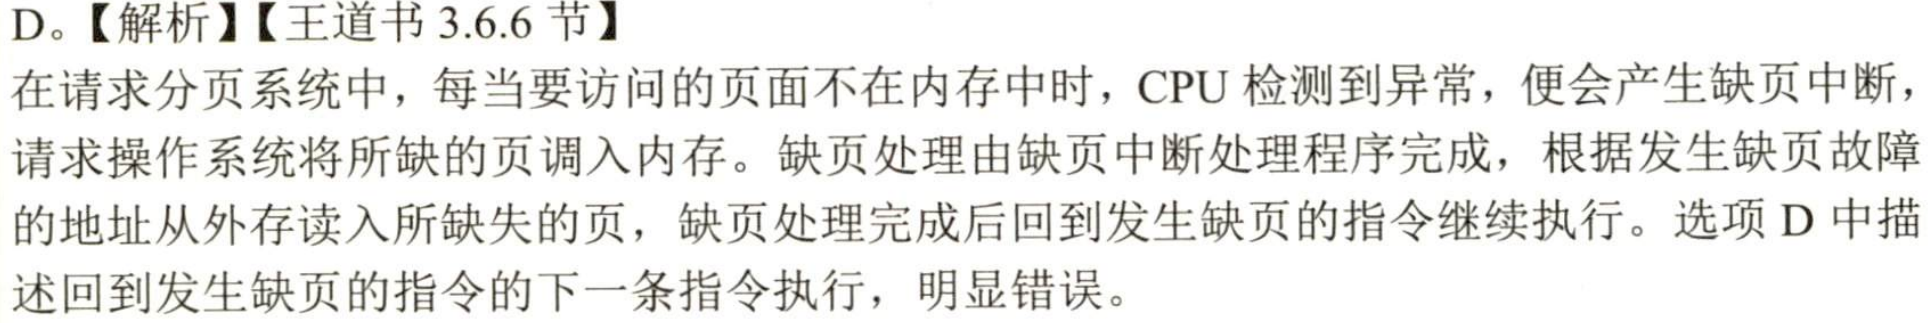 D。【解析】【王道书 3.6.6 节】
在请求分页系统中，每当要访问的页面不在内存中时，CPU 检测到异常，便会产生缺页中断，
请求操作系统将所缺的页调入内存。缺页处理由缺页中断处理程序完成，根据发生缺页故障
的地址从外存读入所缺失的页，缺页处理完成后回到发生缺页的指令继续执行。选项 D 中描
述回到发生缺页的指令的下一条指令执行，明显错误。